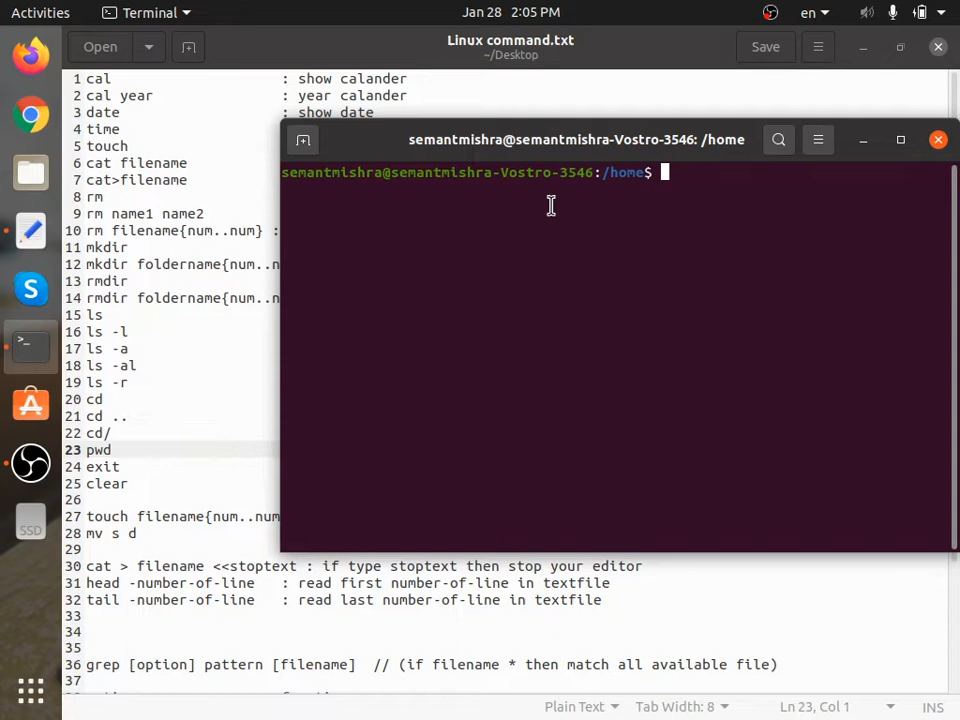 Activities Terminal Jan 28 2:05 PM en
Open Linux command.txt Save
~/Desktop
1 cal : show calander
2 cal year : year calander
3 date : show date
4 time
5 touch
6 cat filename
7 cat>filename
8 rm
9 rm name1 name2
10 rm filename{num..num} :
11 mkdir
12 mkdir foldername{num..n
13 rmdir
14 rmdir foldername{num..n
15 ls
16 ls -l
17 ls -a
18 ls -al
19 ls -r
20 cd
21 cd ..
22 cd/
23 pwd
24 exit
25 clear
26
27 touch filename{num..num
28 mv s d
29
30 cat > filename <<stoptext : if type stoptext then stop your editor
31 head -number-of-line : read first number-of-line in textfile
32 tail -number-of-line : read last number-of-line in textfile
33
34
35
36 grep [option] pattern [filename] // (if filename * then match all available file)
37
semantmishra@semantmishra-Vostro-3546: /home
semantmishra@semantmishra-Vostro-3546:/home$
SSD
Plain Text Tab Width: 8 Ln 23, Col 1 INS